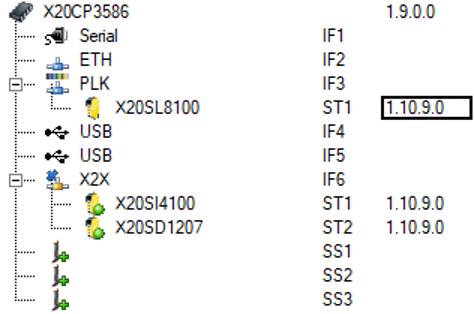 X20CP3586 1.9.0.0
Serial IF1
ETH IF2
PLK IF3
X20SL8100 ST1 1.10.9.0
USB IF4
USB IF5
X2X IF6
X20SI4100 ST1 1.10.9.0
X20SD1207 ST2 1.10.9.0
SS1
SS2
SS3